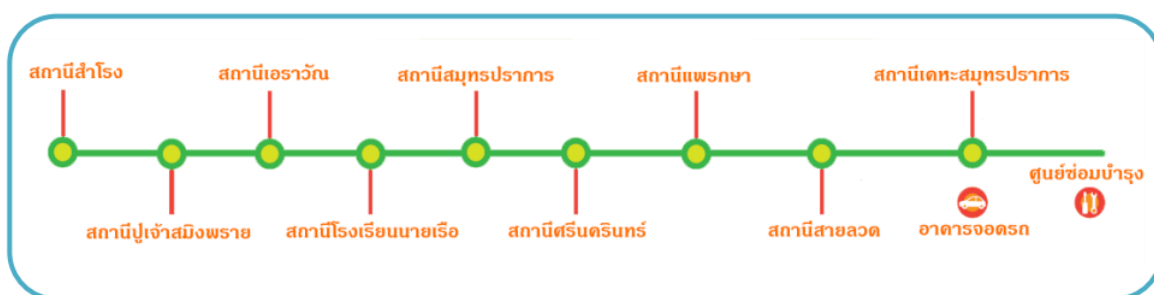 สถานีสำโรง
สถานีเอราวัณ
สถานีสมุทรปราการ
สถานีแพรกษา
สถานีเคหะสมุทรปราการ
สถานีปู่เจ้าสมิงพราย
สถานีโรงเรียนนายเรือ
สถานีศรีนครินทร์
สถานีสายลวด
อาคารจอดรถ
ศูนย์ซ่อมบำรุง